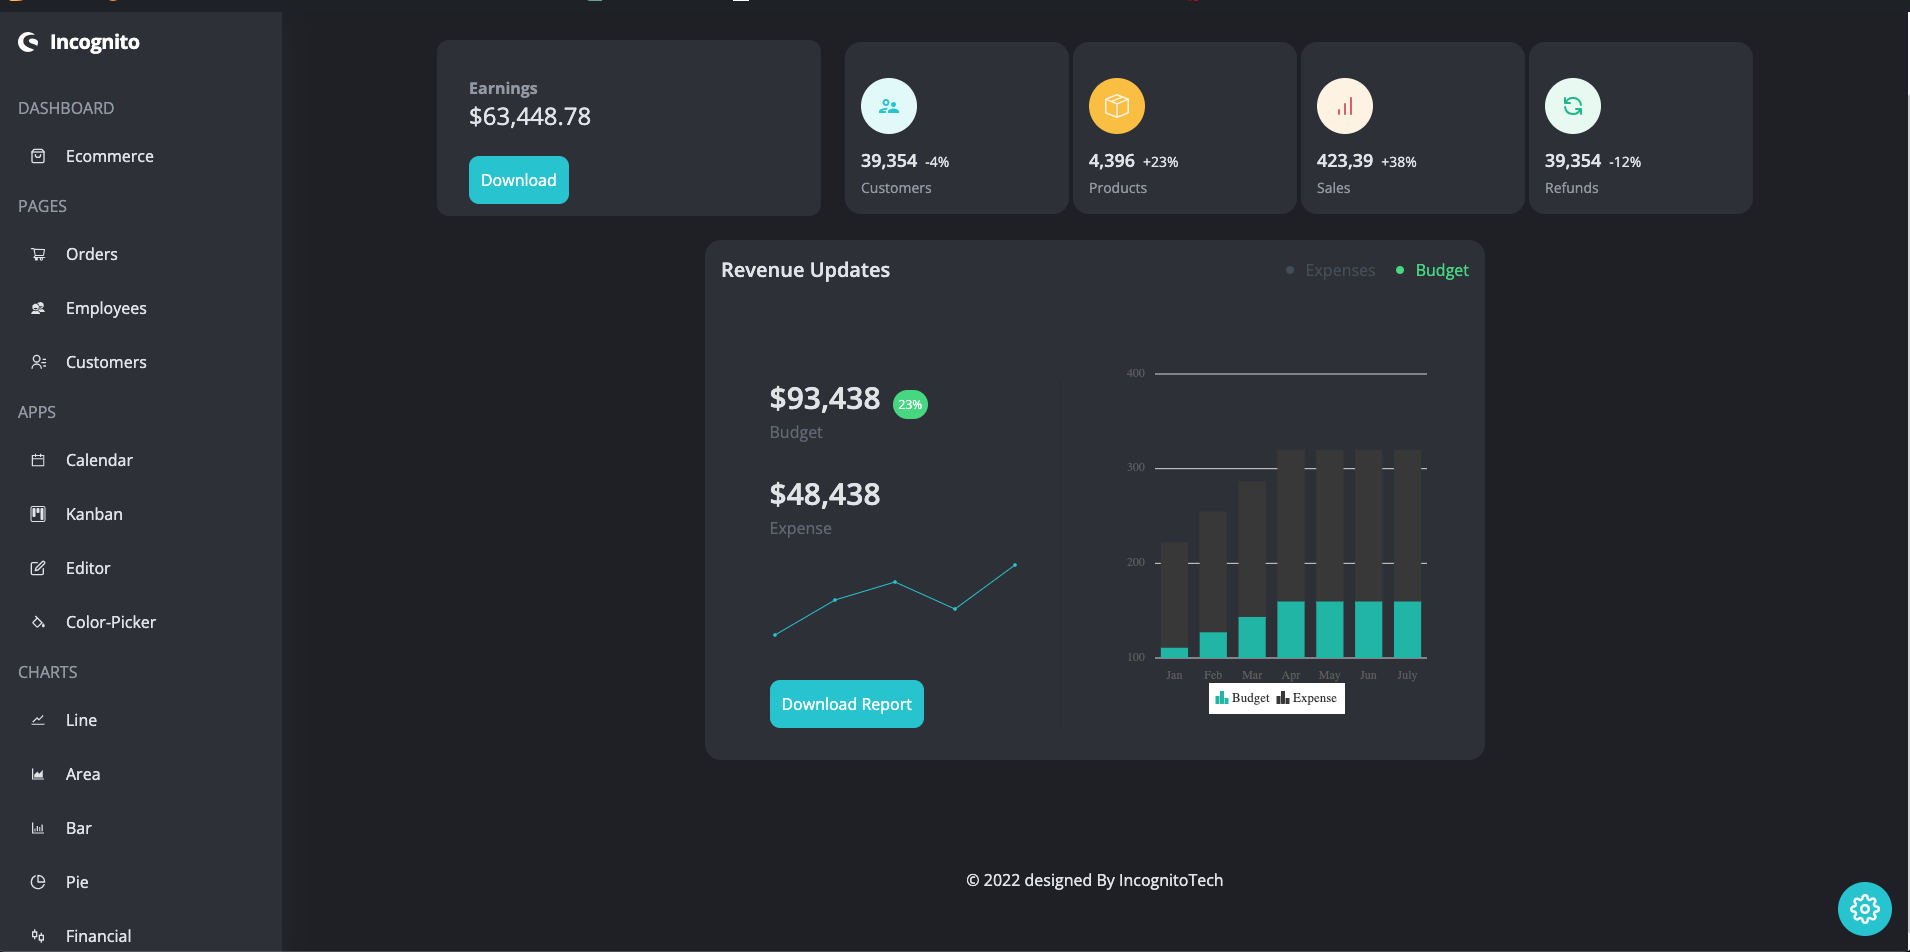 Incognito
DASHBOARD
Ecommerce
PAGES
Orders
Employees
Customers
APPS
Calendar
Kanban
Editor
Color-Picker
CHARTS
Line
Area
Bar
Pie
Financial
Earnings
$63,448.78
Download
39,354 -4%
Customers
4,396 +23%
Products
423,39 +38%
Sales
39,354 -12%
Refunds
Revenue Updates
Expenses
Budget
$93,438 23%
Budget
$48,438
Expense
Download Report
400
300
200
100
Jan Feb Mar Apr May Jun July
Budget Expense
© 2022 designed By IncognitoTech